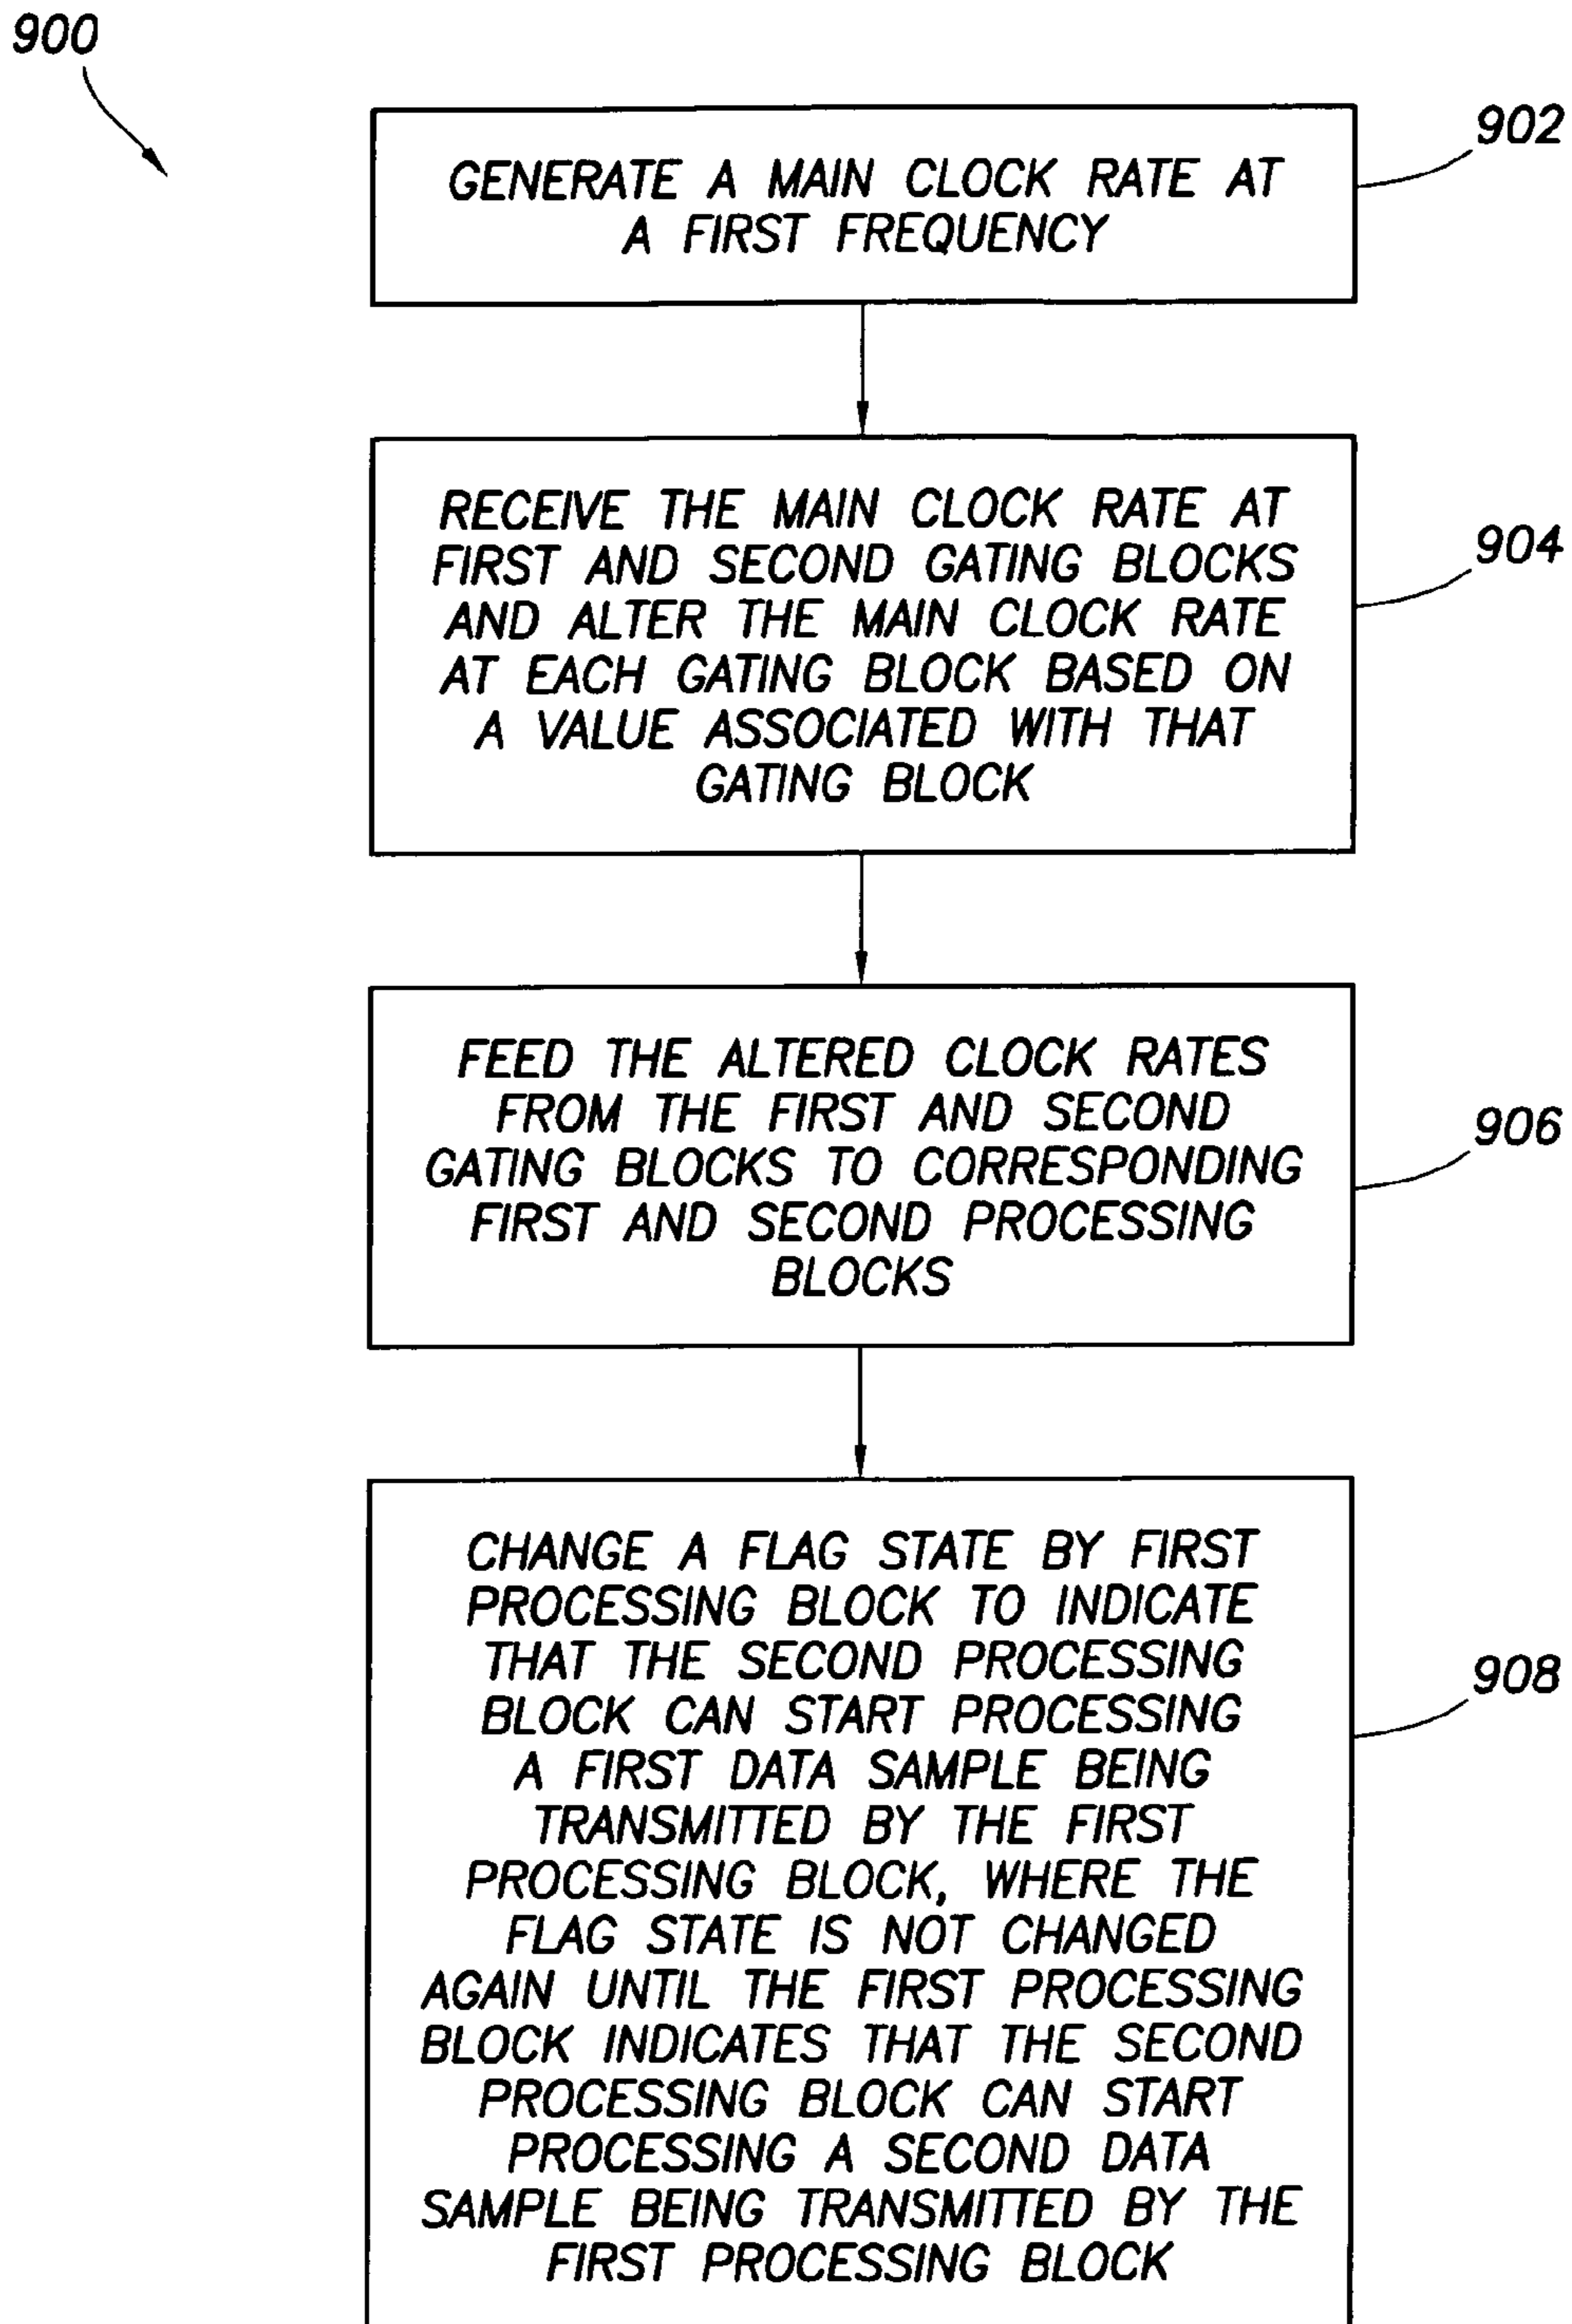 900
902
GENERATE A MAIN CLOCK RATE AT
A FIRST FREQUENCY
904
RECEIVE THE MAIN CLOCK RATE AT
FIRST AND SECOND GATING BLOCKS
AND ALTER THE MAIN CLOCK RATE
AT EACH GATING BLOCK BASED ON
A VALUE ASSOCIATED WITH THAT
GATING BLOCK
906
FEED THE ALTERED CLOCK RATES
FROM THE FIRST AND SECOND
GATING BLOCKS TO CORRESPONDING
FIRST AND SECOND PROCESSING
BLOCKS
908
CHANGE A FLAG STATE BY FIRST
PROCESSING BLOCK TO INDICATE
THAT THE SECOND PROCESSING
BLOCK CAN START PROCESSING
A FIRST DATA SAMPLE BEING
TRANSMITTED BY THE FIRST
PROCESSING BLOCK, WHERE THE
FLAG STATE IS NOT CHANGED
AGAIN UNTIL THE FIRST PROCESSING
BLOCK INDICATES THAT THE SECOND
PROCESSING BLOCK CAN START
PROCESSING A SECOND DATA
SAMPLE BEING TRANSMITTED BY THE
FIRST PROCESSING BLOCK